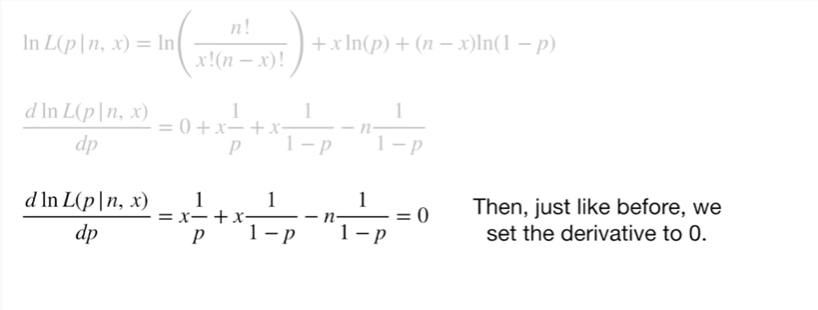 ln L(p|n, x) = ln( n! / x!(n − x)! ) + x ln(p) + (n − x)ln(1 − p)
d ln L(p|n, x) / dp = 0 + x 1/p + x 1/(1 − p) − n 1/(1 − p)
d ln L(p|n, x) / dp = x 1/p + x 1/(1 − p) − n 1/(1 − p) = 0
Then, just like before, we
set the derivative to 0.